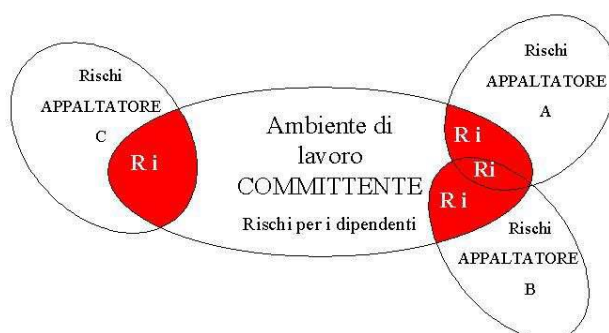 Rischi
APPALTATORE
C
R i
Ambiente di
lavoro
COMMITTENTE
Rischi per i dipendenti
Rischi
APPALTATORE
A
R i
Ri
R i
Rischi
APPALTATORE
B